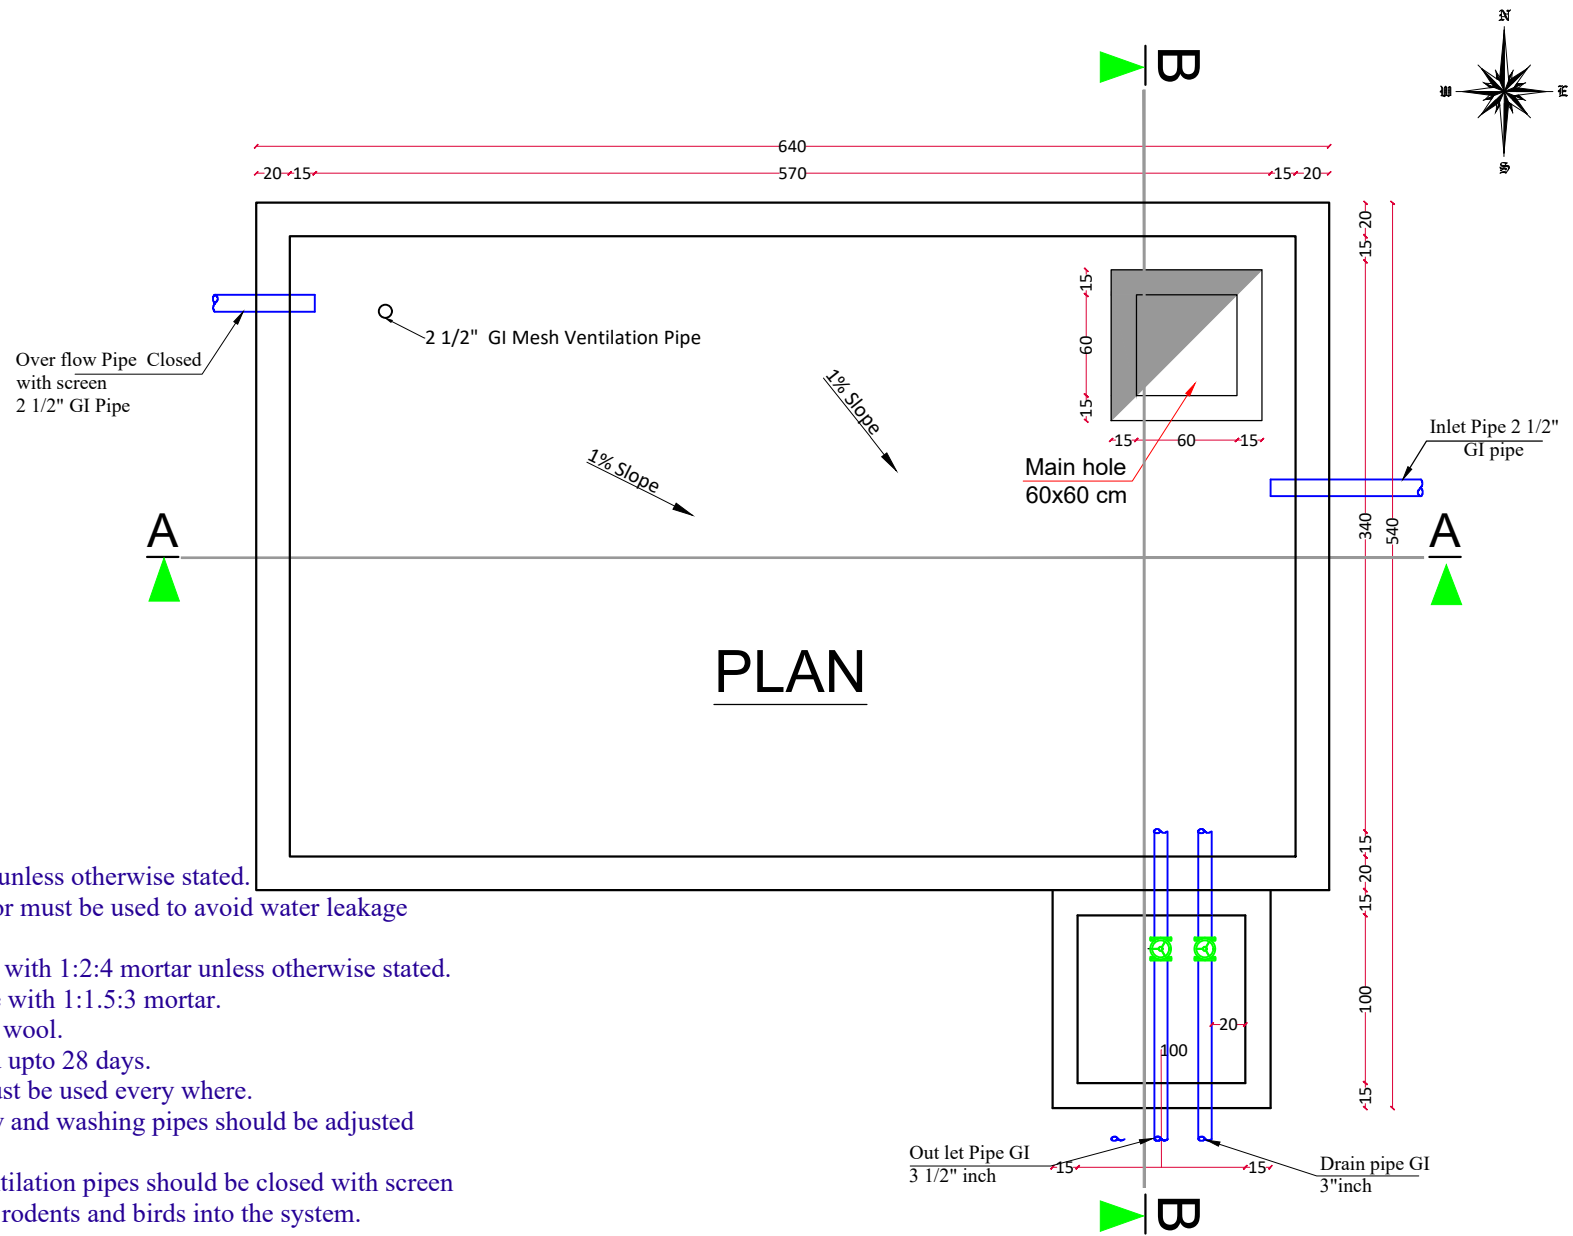 N
W E
S
B
640
20 15 570 15 20
20
15
340
540
15
20
15
100
15
15
60
15
15 60 15
Over flow Pipe Closed
with screen
2 1/2" GI Pipe
2 1/2" GI Mesh Ventilation Pipe
1% Slope
1% Slope
Main hole
60x60 cm
Inlet Pipe 2 1/2"
GI pipe
A A
PLAN
20
100
Out let Pipe GI
3 1/2" inch
15 15
Drain pipe GI
3"inch
B
unless otherwise stated.
or must be used to avoid water leakage
with 1:2:4 mortar unless otherwise stated.
with 1:1.5:3 mortar.
wool.
upto 28 days.
ust be used every where.
y and washing pipes should be adjusted
tilation pipes should be closed with screen
rodents and birds into the system.